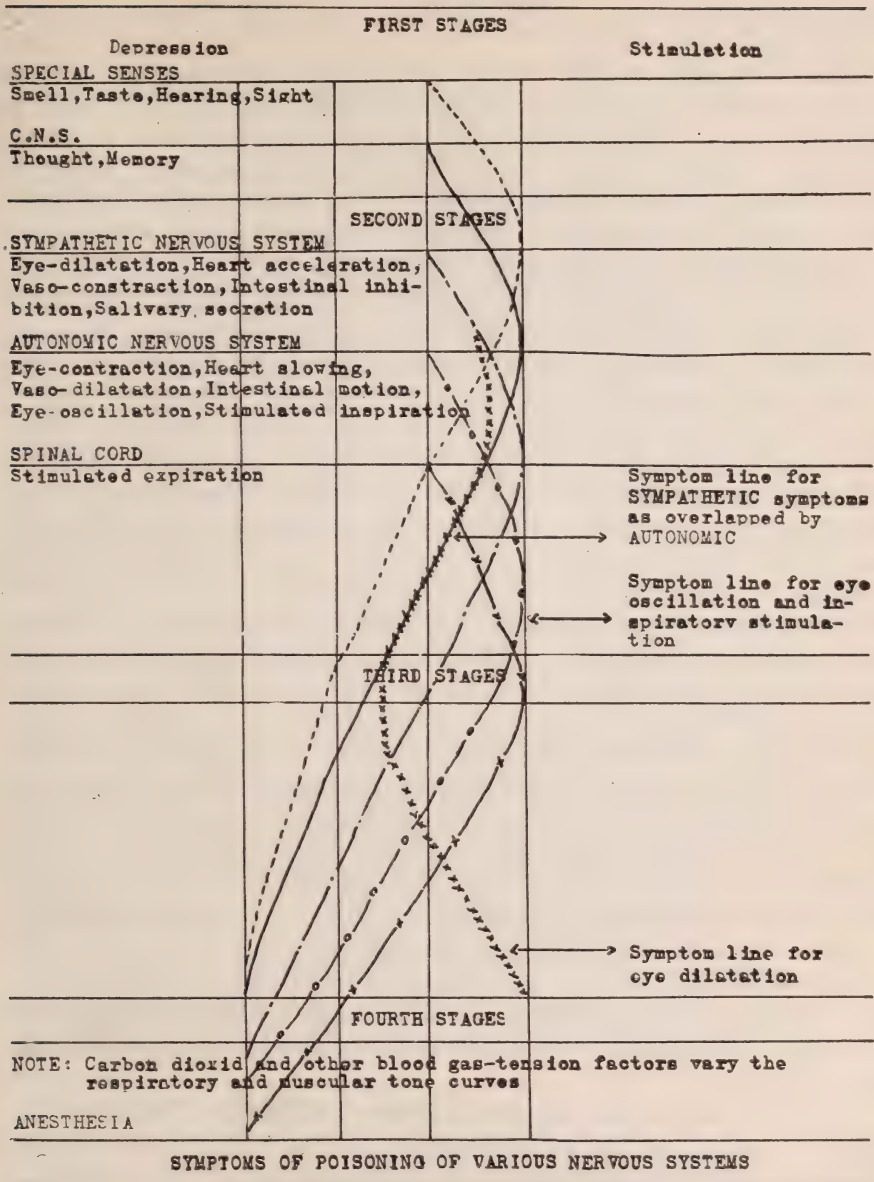 FIRST STAGES
Depression
Stimulation
SPECIAL SENSES
Smell,Taste,Hearing,Sight
C.N.S.
Thought,Memory
SECOND STAGES
SYMPATHETIC NERVOUS SYSTEM
Eye-dilatation,Heart acceleration,
Vaso-constraction,Intestinal inhi-
bition,Salivary secretion
AUTONOMIC NERVOUS SYSTEM
Eye-contraction,Heart slowing,
Vaso-dilatation,Intestinal motion,
Eye-oscillation,Stimulated inspiration
SPINAL CORD
Stimulated expiration
Symptom line for
SYMPATHETIC symptoms
as overlapped by
AUTONOMIC
Symptom line for eye
oscillation and in-
spiratory stimula-
tion
THIRD STAGES
Symptom line for
eye dilatation
FOURTH STAGES
NOTE: Carbon dioxid and other blood gas-tension factors vary the
respiratory and muscular tone curves
ANESTHESIA
SYMPTOMS OF POISONING OF VARIOUS NERVOUS SYSTEMS